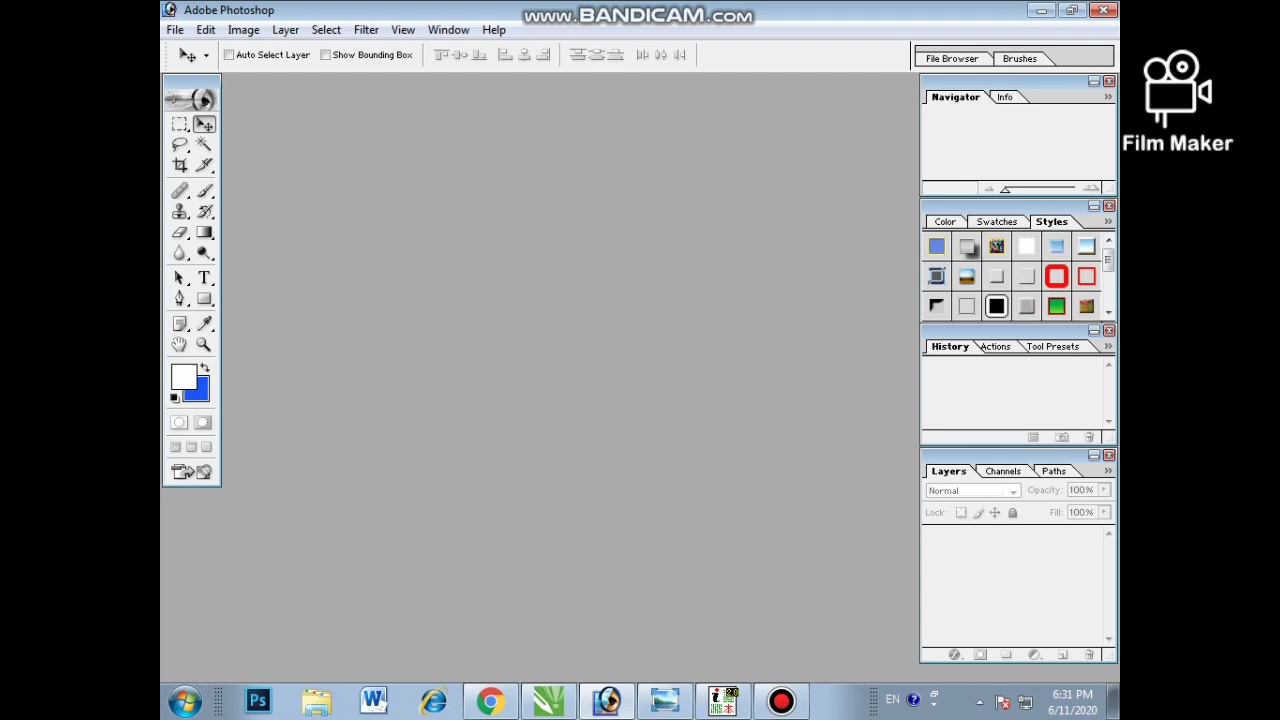 Adobe Photoshop
www.BANDICAM.com
File Edit Image Layer Select Filter View Window Help
Auto Select Layer Show Bounding Box
File Browser Brushes
Navigator Info
Film Maker
Color Swatches Styles
History Actions Tool Presets
Layers Channels Paths
Normal Opacity: 100%
Lock: Fill: 100%
T
Ps
W
EN
6:31 PM
6/11/2020